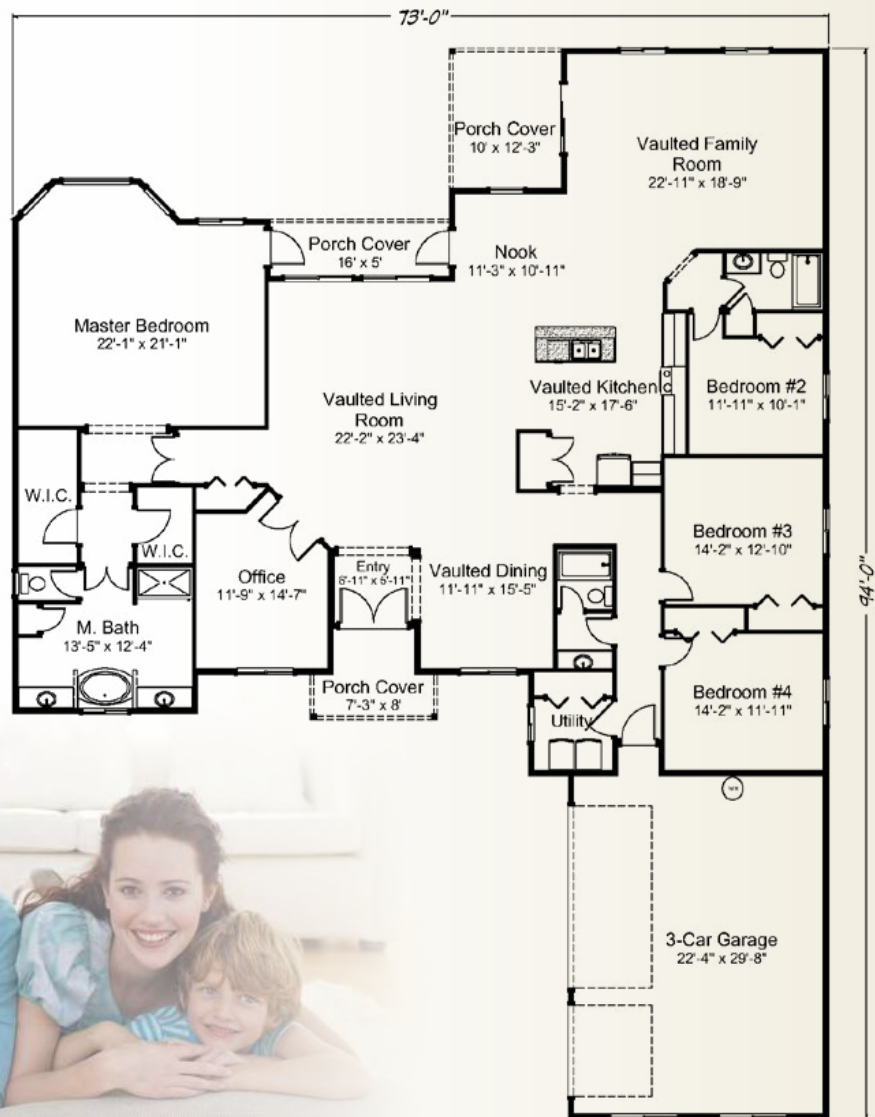 73'-0"
Porch Cover
10' x 12'-3"
Vaulted Family
Room
22'-11" x 18'-9"
Porch Cover
16' x 5'
Nook
11'-3" x 10'-11"
Master Bedroom
22'-1" x 21'-1"
Vaulted Living
Room
22'-2" x 23'-4"
Vaulted Kitchen
15'-2" x 17'-6"
Bedroom #2
11'-11" x 10'-1"
W.I.C.
W.I.C.
Bedroom #3
14'-2" x 12'-10"
Office
11'-9" x 14'-7"
Entry
Vaulted Dining
11'-11" x 15'-5"
94'-0"
M. Bath
13'-5" x 12'-4"
Porch Cover
7'-3" x 8'
Utility
Bedroom #4
14'-2" x 11'-11"
3-Car Garage
22'-4" x 29'-8"